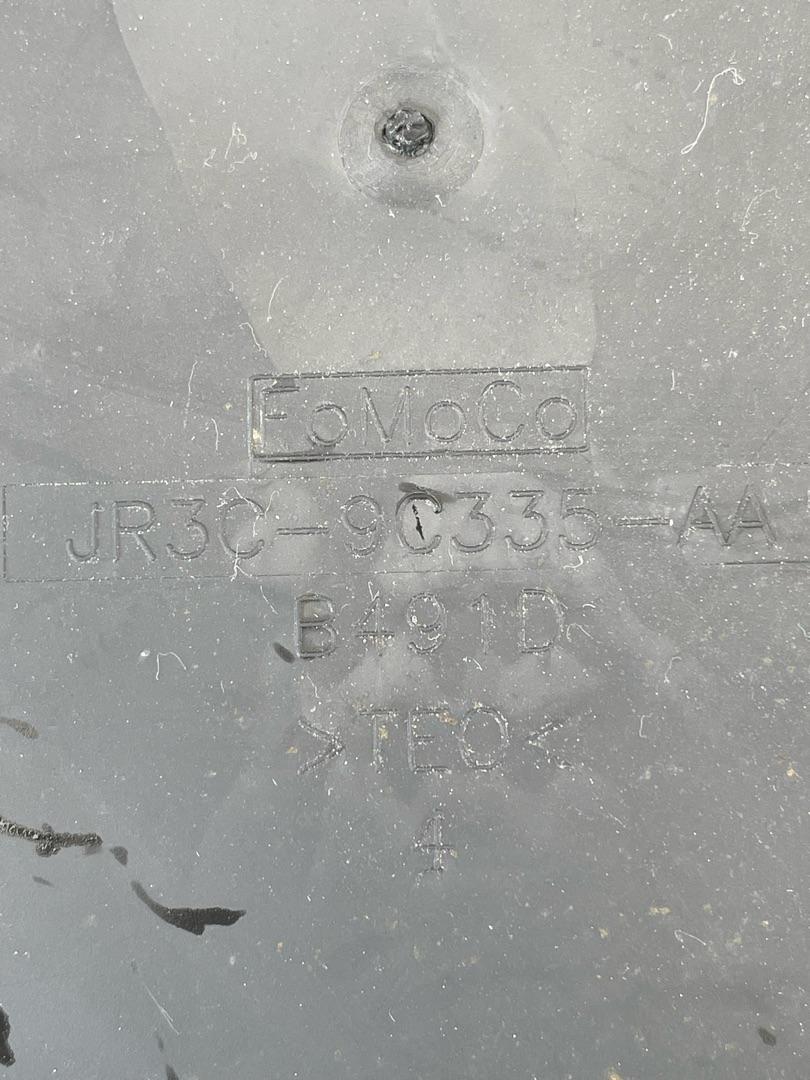 FoMoCo
JR3C-9C335-AA
B491D
>TEO<
4